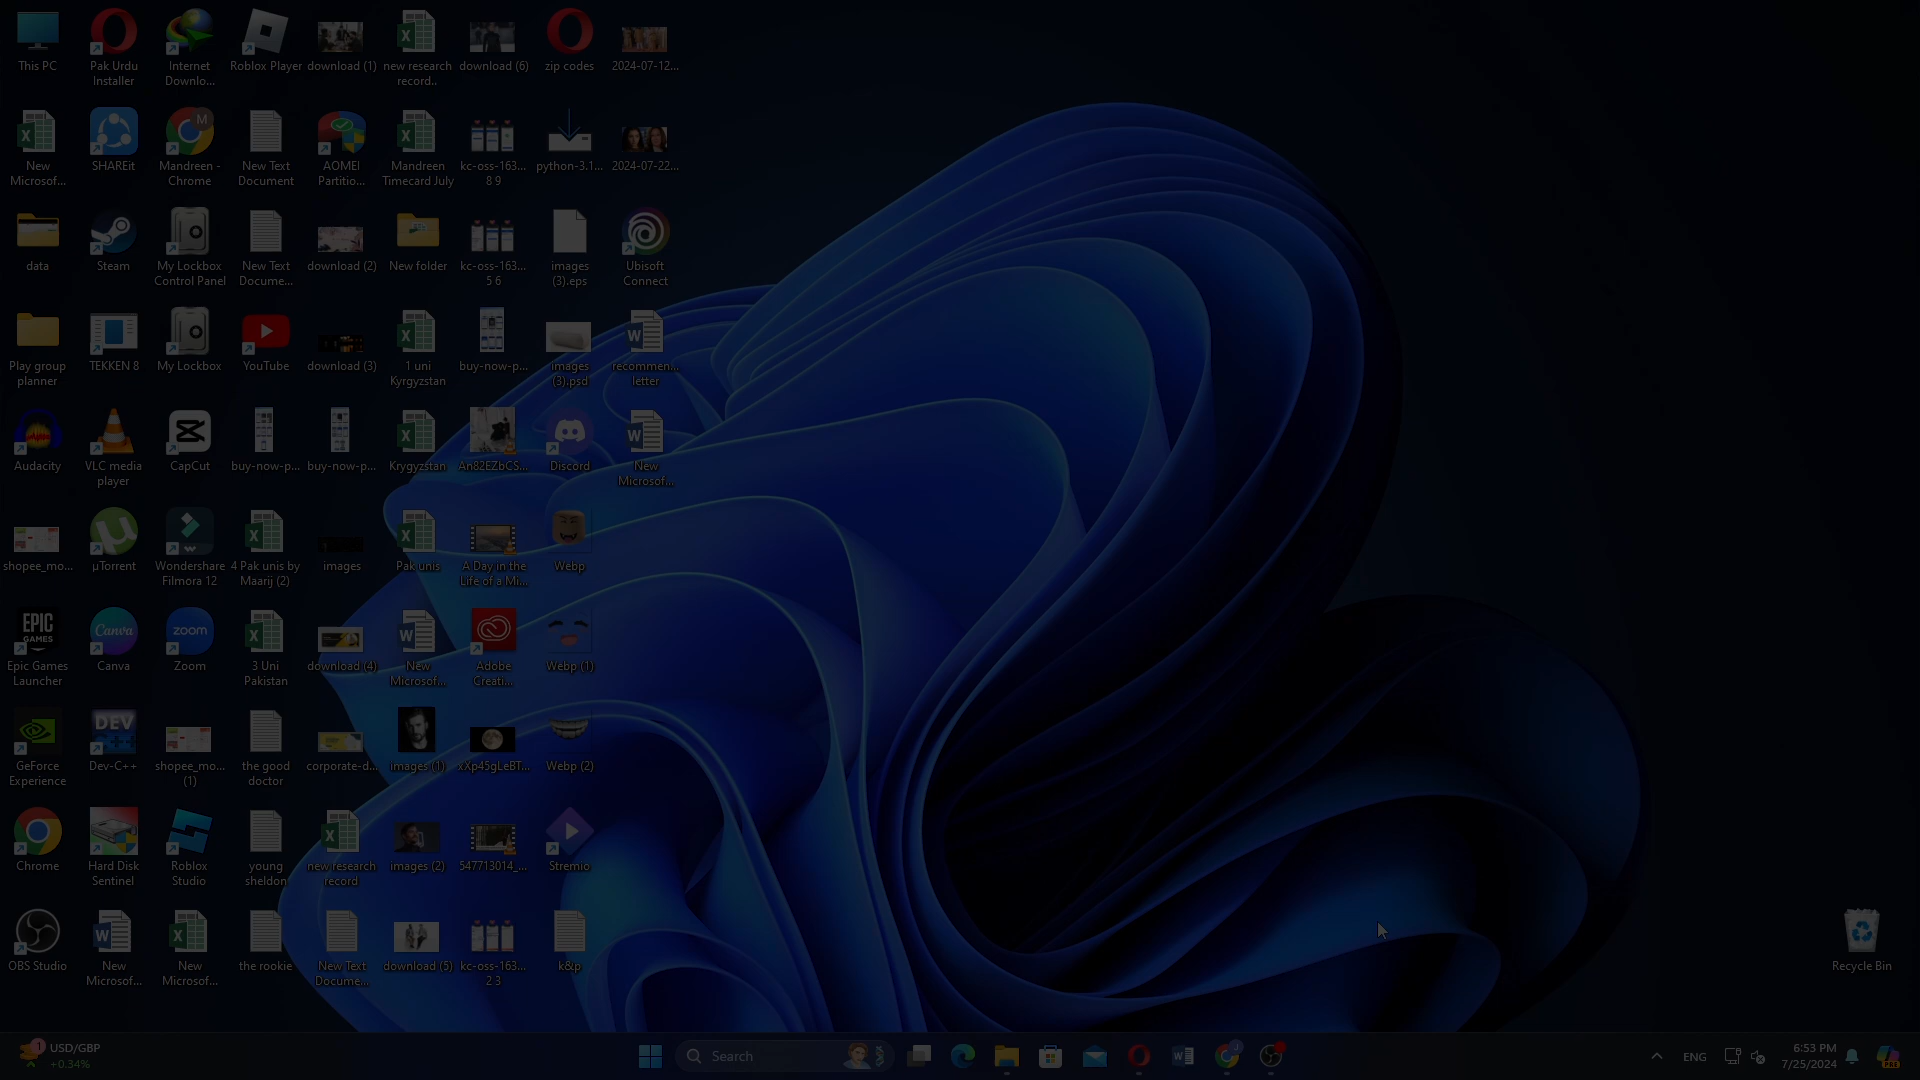 This PC
Pak Urdu
Installer
Internet
Downlo...
Roblox Player
download (1)
new research
record..
download (6)
zip codes
2024-07-12...
New
Microsof...
SHAREit
M
Mandreen -
Chrome
New Text
Document
AOMEI
Partitio...
Mandreen
Timecard July
kc-oss-163...
8 9
python-3.1...
2024-07-22...
data
Steam
My Lockbox
Control Panel
New Text
Docume...
download (2)
New folder
kc-oss-163...
5 6
images
(3).eps
Ubisoft
Connect
Play group
planner
TEKKEN 8
My Lockbox
YouTube
download (3)
1 uni
Kyrgyzstan
buy-now-p...
images
(3).psd
recommen...
letter
Audacity
VLC media
player
CapCut
buy-now-p...
buy-now-p...
Krygyzstan
An82EZbCS...
Discord
New
Microsof...
shopee_mo...
µTorrent
Wondershare
Filmora 12
4 Pak unis by
Maarij (2)
images
Pak unis
A Day in the
Life of a Mi...
Webp
EPIC
GAMES
Epic Games
Launcher
Canva
Canva
zoom
Zoom
3 Uni
Pakistan
download (4)
New
Microsof...
Adobe
Creati...
Webp (1)
GeForce
Experience
DEV
Dev-C++
shopee_mo...
(1)
the good
doctor
corporate-d...
images (1)
xXp45gLeBT...
Webp (2)
Chrome
Hard Disk
Sentinel
Roblox
Studio
young
sheldon
new research
record
images (2)
547713014_...
Stremio
OBS Studio
New
Microsof...
New
Microsof...
the rookie
New Text
Docume...
download (5)
kc-oss-163...
2 3
k&p
Recycle Bin
1
USD/GBP
+0.34%
Search
J
ENG
6:53 PM
7/25/2024
PRE